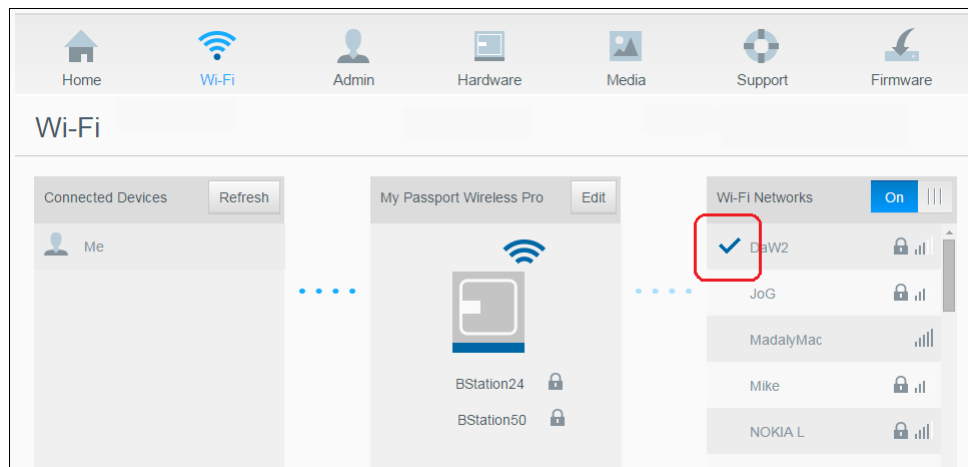 Home Wi-Fi Admin Hardware Media Support Firmware
Wi-Fi
Connected Devices Refresh
Me
My Passport Wireless Pro Edit
BStation24
BStation50
Wi-Fi Networks On
DaW2
JoG
MadalyMac
Mike
NOKIA L